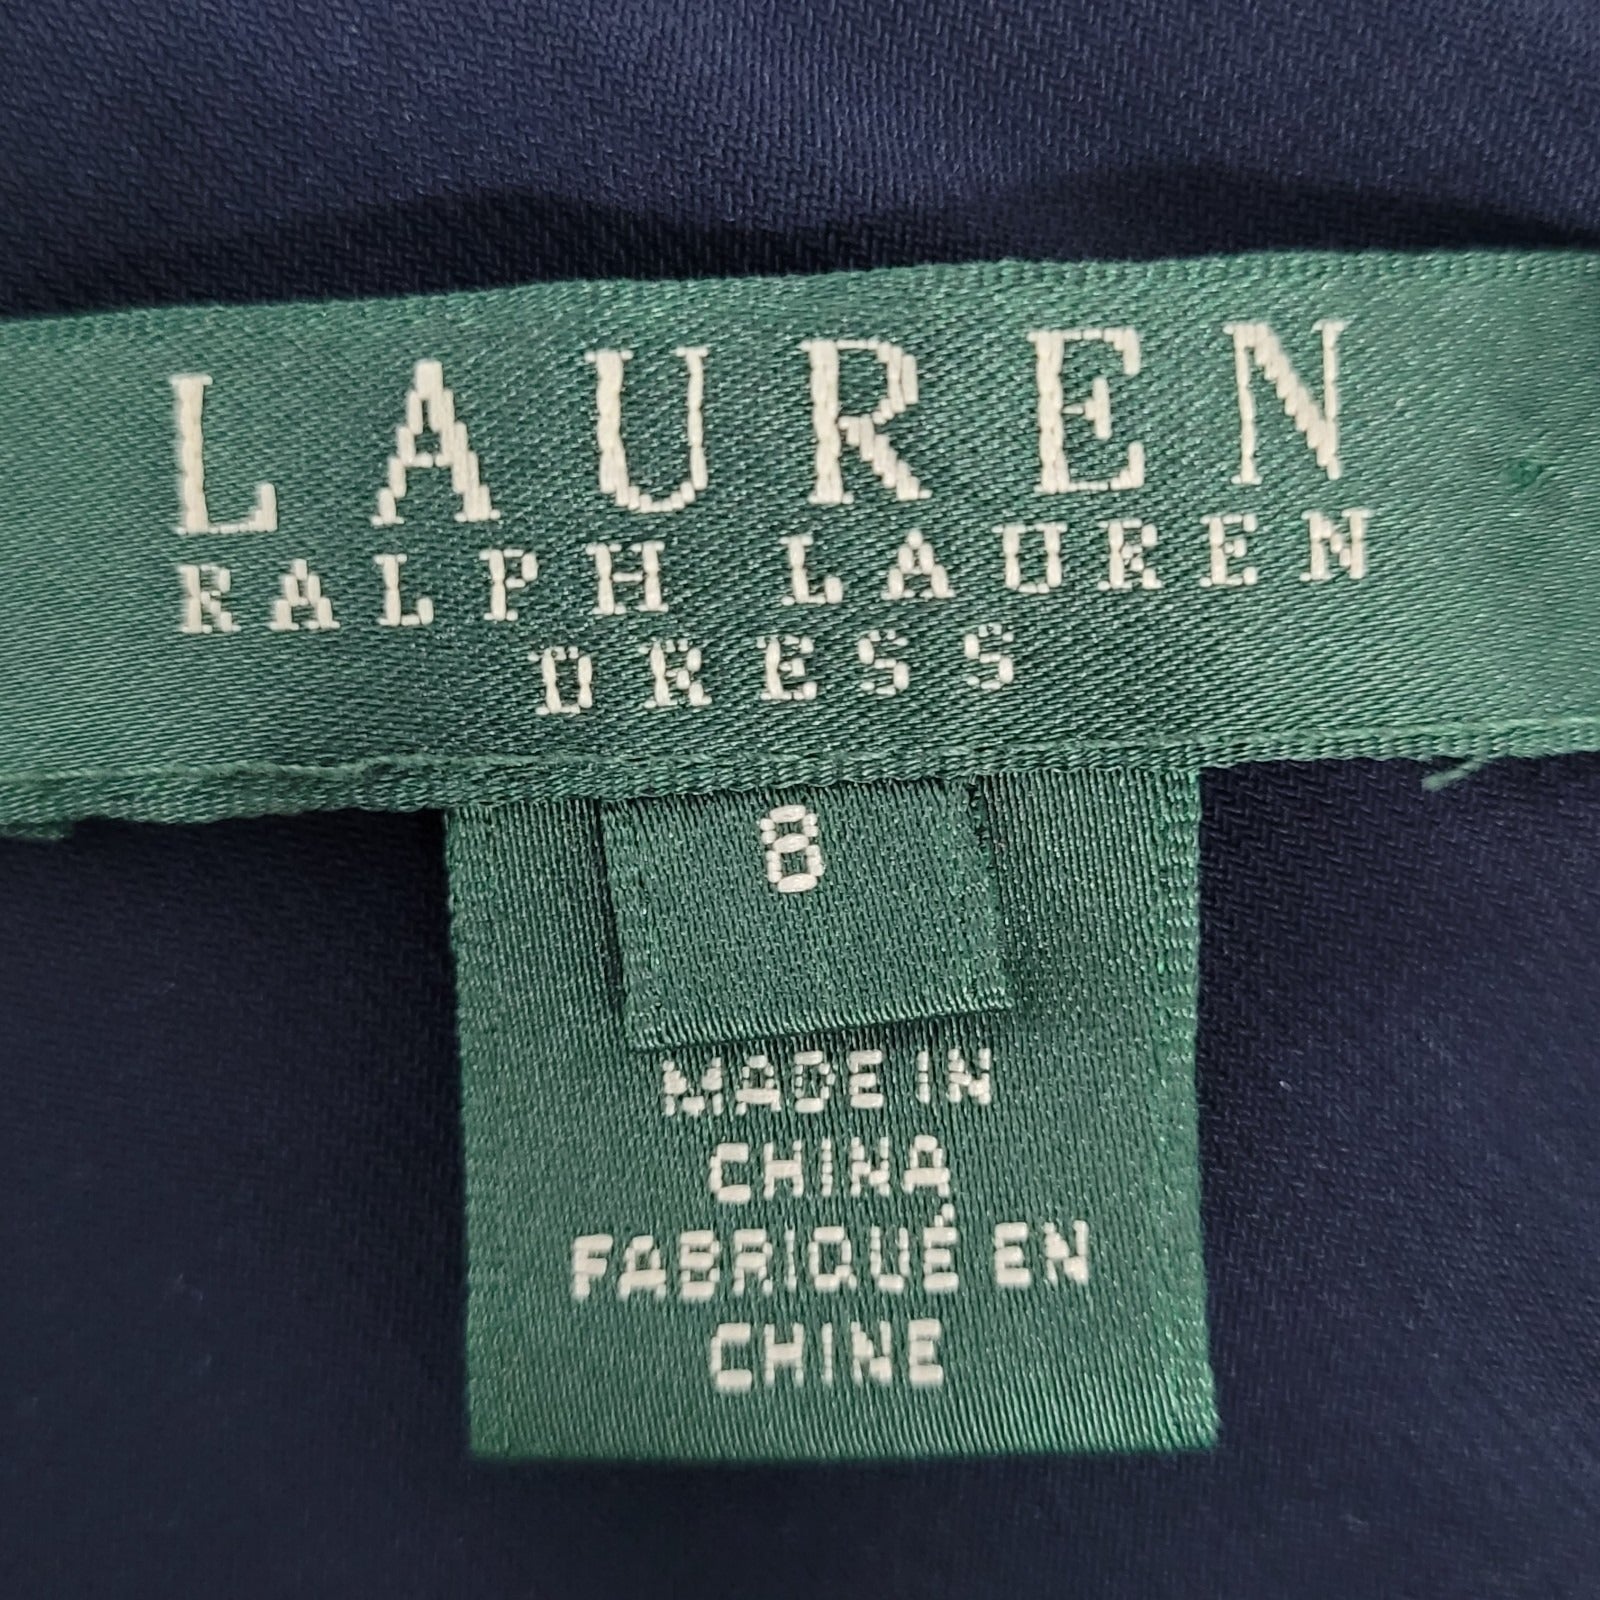 LAUREN
RALPH LAUREN
DRESS
8
MADE IN
CHINA
FABRIQUÉ EN
CHINE